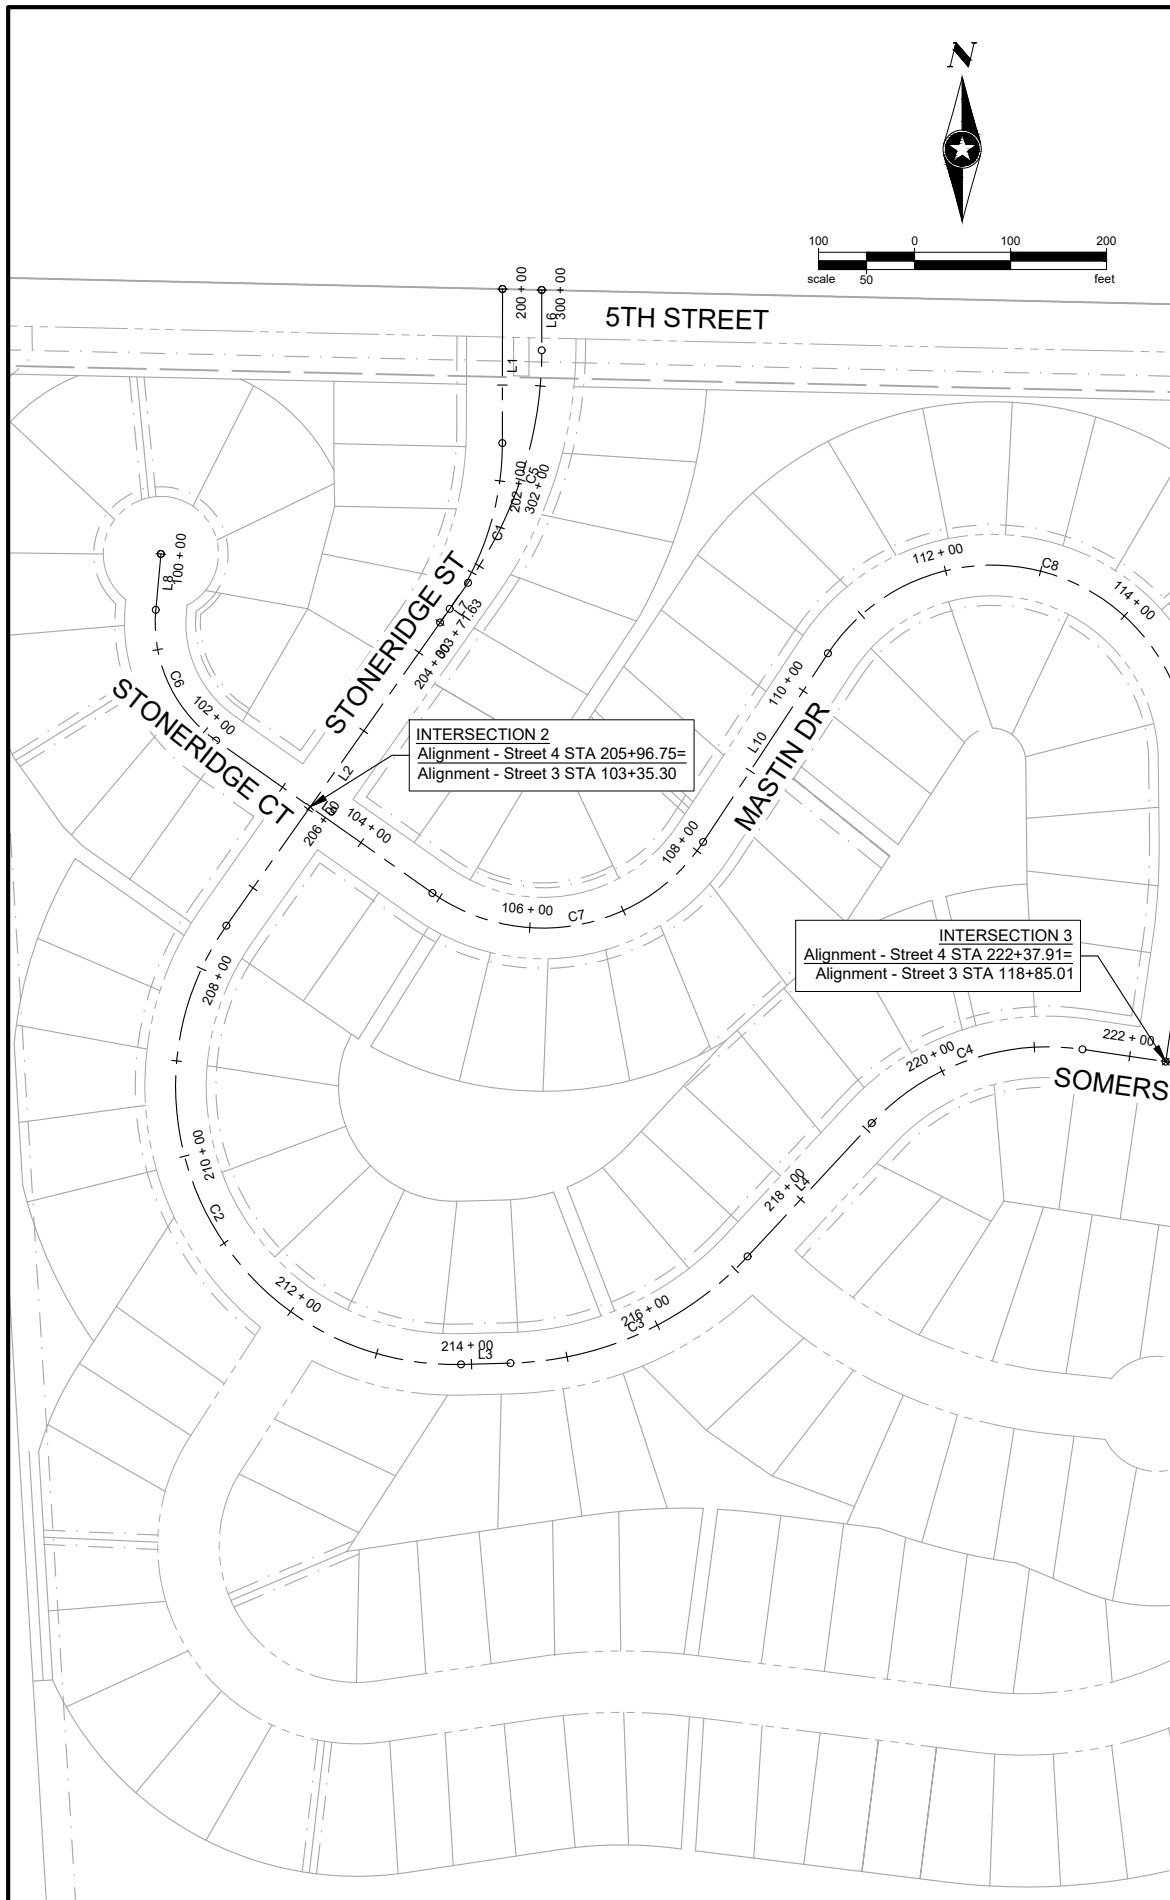 N
100 0 100 200
scale 50 feet
200 + 00
300 + 00
5TH STREET
L6
L1
C5
202 + 00
302 + 00
C1
100 + 00
L8
STONERIDGE ST
L7
303 + 71.63
204 + 00
C6
102 + 00
STONERIDGE CT
112 + 00
C8
114 + 00
110 + 00
L10
MASTIN DR
INTERSECTION 2
Alignment - Street 4 STA 205+96.75=
Alignment - Street 3 STA 103+35.30
L2
L9
206 + 00
104 + 00
108 + 00
106 + 00
C7
INTERSECTION 3
Alignment - Street 4 STA 222+37.91=
Alignment - Street 3 STA 118+85.01
208 + 00
222 + 00
220 + 00
C4
SOMERS
210 + 00
C2
218 + 00
L4
212 + 00
216 + 00
C3
214 + 00
L3